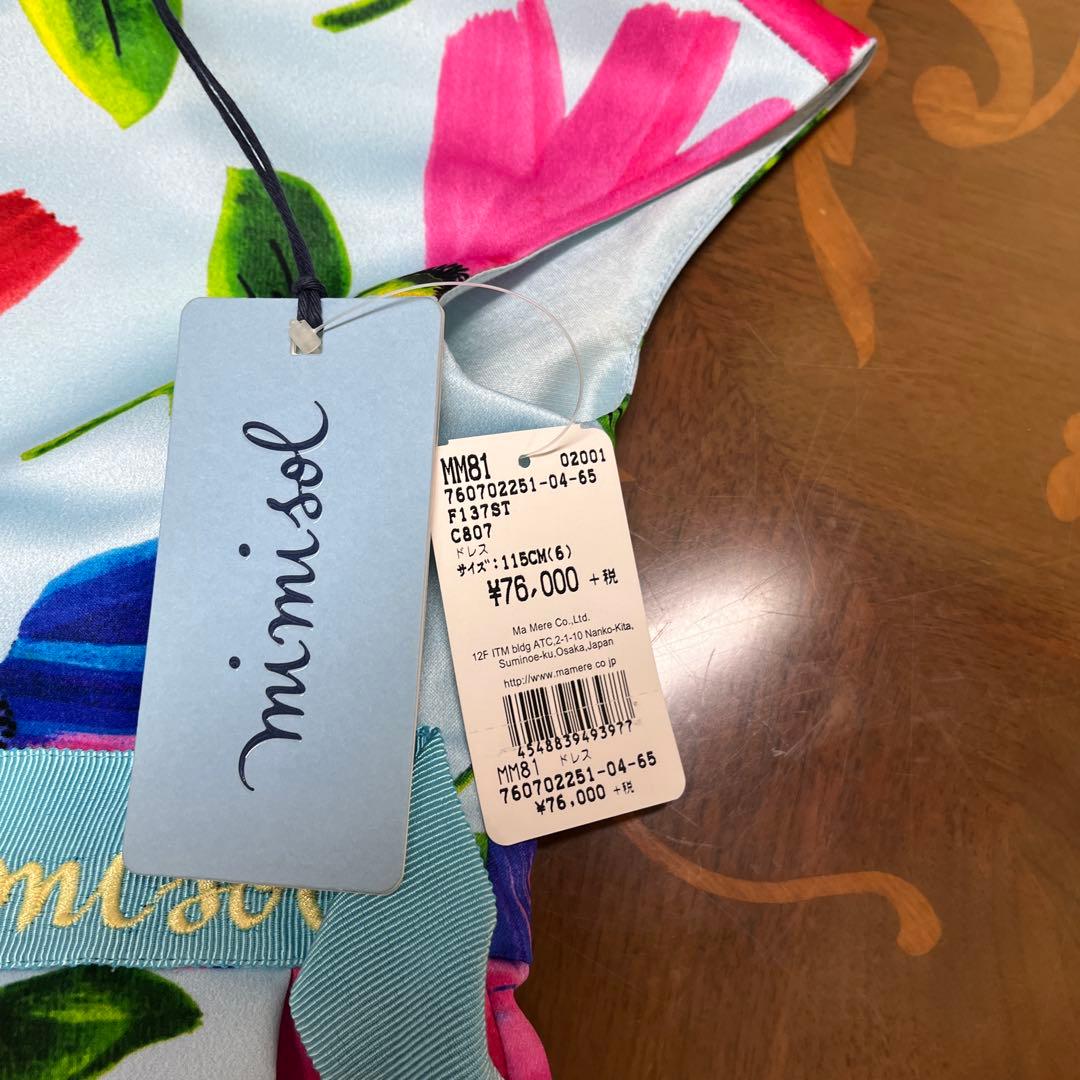 mimisol
MM81 02001
760702251-04-65
F137ST
C807
ドレス
サイズ:115CM(6)
¥76,000 +税
Ma Mere Co.,Ltd.
12F ITM bldg ATC,2-1-10 Nanko-Kita,
Suminoe-ku,Osaka,Japan
http://www.mamere.co.jp
4548839493977
MM81 ドレス
760702251-04-65
¥76,000 +税
mimisol